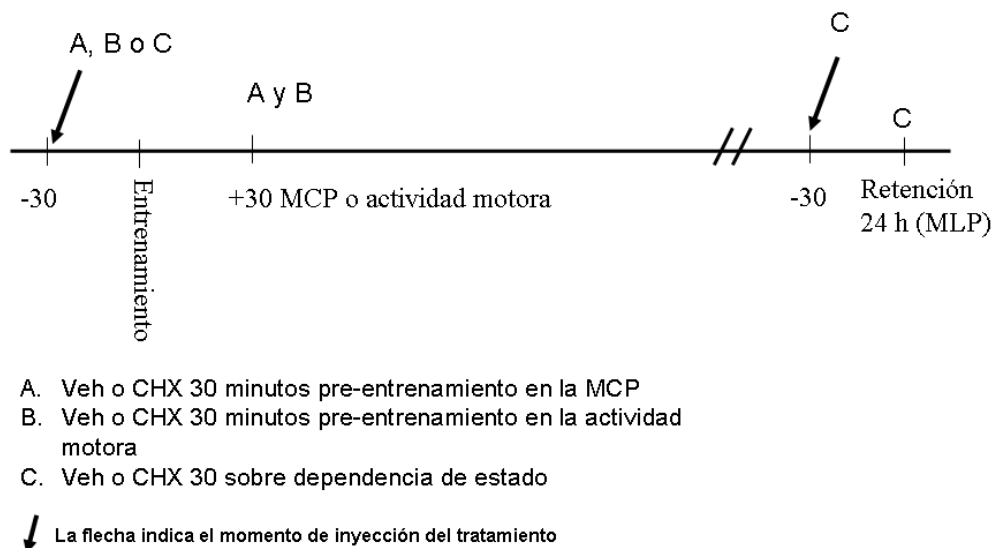 A, B o C
C
A y B
C
-30
Entrenamiento
+30 MCP o actividad motora
-30
Retención
24 h (MLP)
A. Veh o CHX 30 minutos pre-entrenamiento en la MCP
B. Veh o CHX 30 minutos pre-entrenamiento en la actividad
motora
C. Veh o CHX 30 sobre dependencia de estado
La flecha indica el momento de inyección del tratamiento